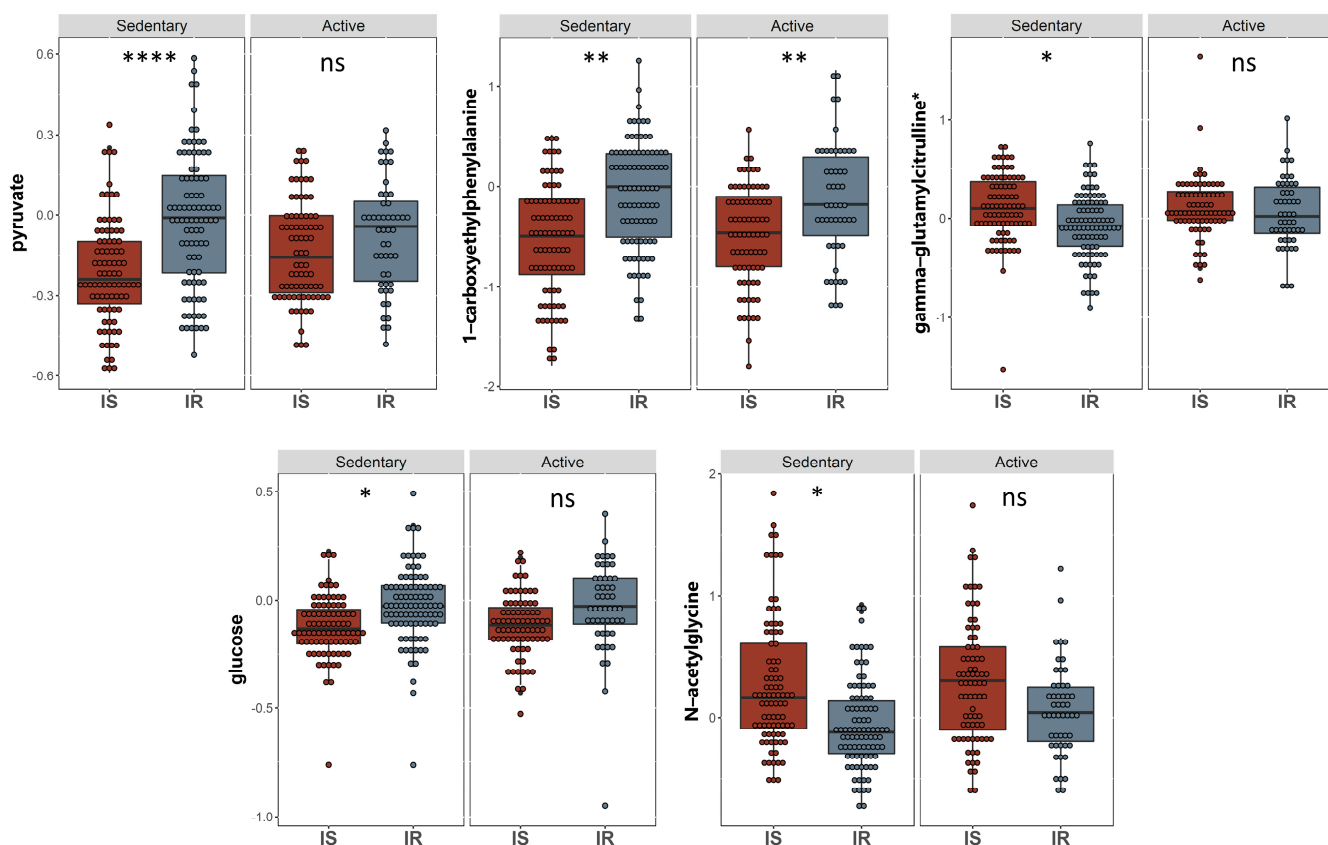 Sedentary Active
**** ns
pyruvate
0.6
0.3
0.0
-0.3
-0.6
IS IR IS IR
Sedentary Active
** **
1-carboxyethylphenylalanine
1
0
-1
-2
IS IR IS IR
Sedentary Active
* ns
gamma-glutamylcitrulline*
1
0
-1
IS IR IS IR
Sedentary Active
* ns
glucose
0.5
0.0
-0.5
-1.0
IS IR IS IR
Sedentary Active
* ns
N-acetylglycine
2
1
0
IS IR IS IR